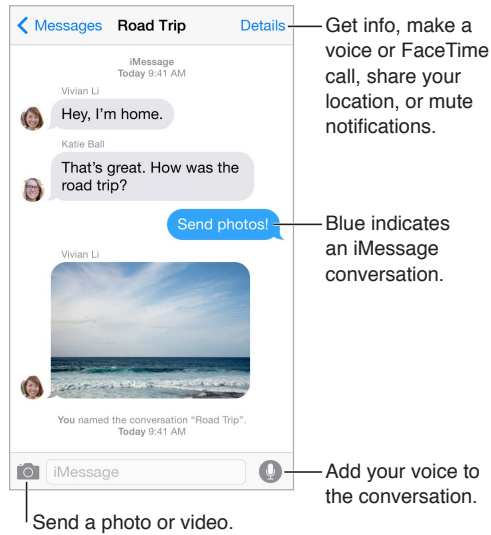 Messages Road Trip Details
Get info, make a
voice or FaceTime
call, share your
location, or mute
notifications.
iMessage
Today 9:41 AM
Vivian Li
Hey, I'm home.
Katie Ball
That's great. How was the
road trip?
Send photos!
Blue indicates
an iMessage
conversation.
Vivian Li
You named the conversation “Road Trip”.
Today 9:41 AM
iMessage
Add your voice to
the conversation.
Send a photo or video.